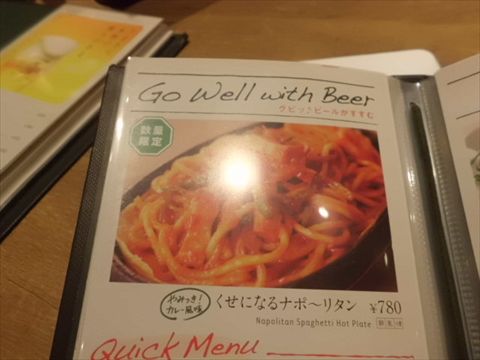 Go Well with Beer
グビッとビールがすすむ
数量
限定
やみつき!
カレー風味
くせになるナポ〜リタン ¥780
Napolitan Spaghetti Hot Plate
Quick Menu